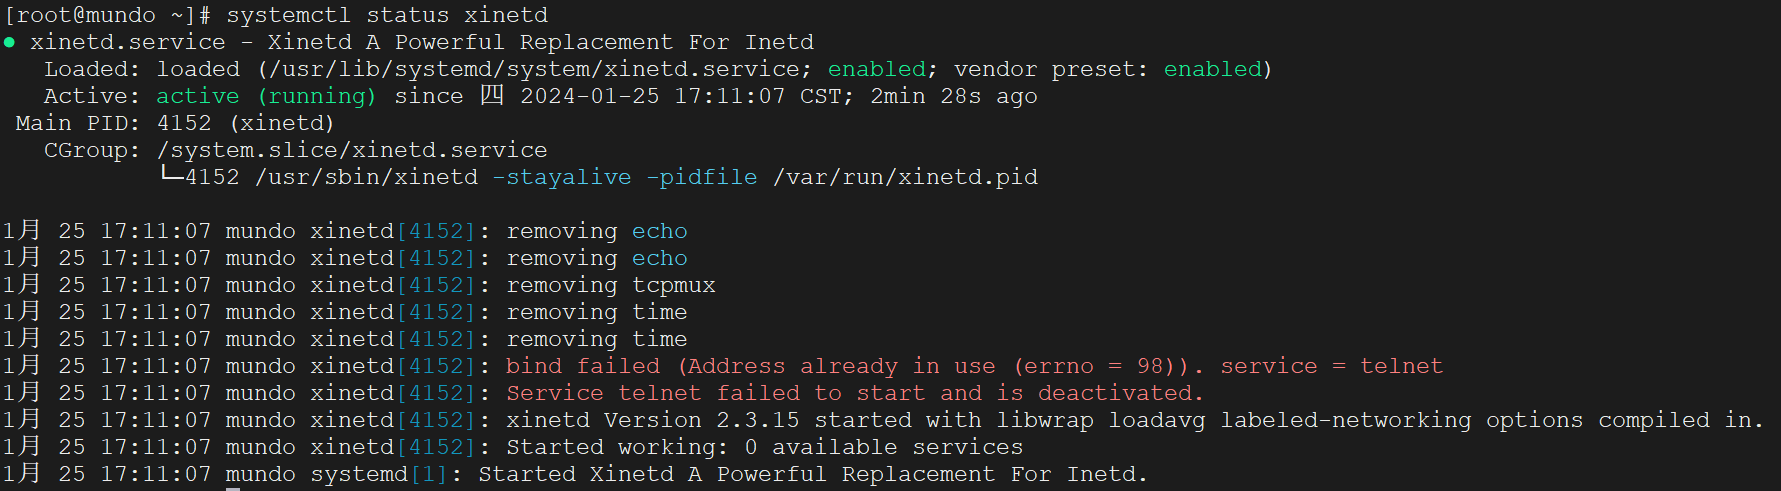 [root@mundo ~]# systemctl status xinetd
● xinetd.service - Xinetd A Powerful Replacement For Inetd
   Loaded: loaded (/usr/lib/systemd/system/xinetd.service; enabled; vendor preset: enabled)
   Active: active (running) since 四 2024-01-25 17:11:07 CST; 2min 28s ago
 Main PID: 4152 (xinetd)
   CGroup: /system.slice/xinetd.service
           └─4152 /usr/sbin/xinetd -stayalive -pidfile /var/run/xinetd.pid

1月 25 17:11:07 mundo xinetd[4152]: removing echo
1月 25 17:11:07 mundo xinetd[4152]: removing echo
1月 25 17:11:07 mundo xinetd[4152]: removing tcpmux
1月 25 17:11:07 mundo xinetd[4152]: removing time
1月 25 17:11:07 mundo xinetd[4152]: removing time
1月 25 17:11:07 mundo xinetd[4152]: bind failed (Address already in use (errno = 98)). service = telnet
1月 25 17:11:07 mundo xinetd[4152]: Service telnet failed to start and is deactivated.
1月 25 17:11:07 mundo xinetd[4152]: xinetd Version 2.3.15 started with libwrap loadavg labeled-networking options compiled in.
1月 25 17:11:07 mundo xinetd[4152]: Started working: 0 available services
1月 25 17:11:07 mundo systemd[1]: Started Xinetd A Powerful Replacement For Inetd.